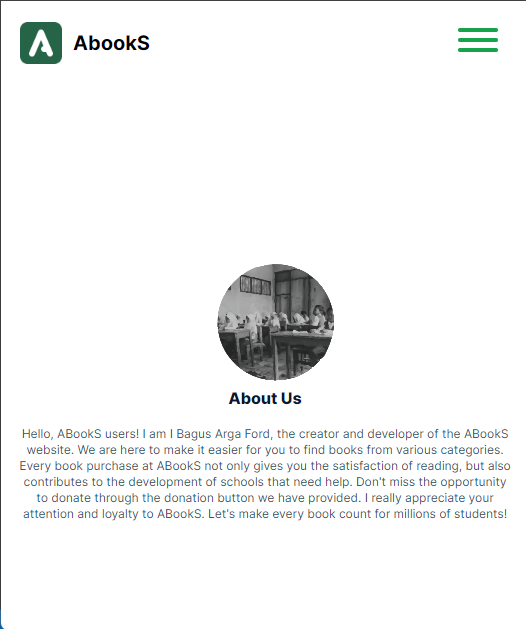 AbookS
About Us
Hello, ABookS users! I am I Bagus Arga Ford, the creator and developer of the ABookS
website. We are here to make it easier for you to find books from various categories.
Every book purchase at ABookS not only gives you the satisfaction of reading, but also
contributes to the development of schools that need help. Don't miss the opportunity
to donate through the donation button we have provided. I really appreciate your
attention and loyalty to ABookS. Let's make every book count for millions of students!